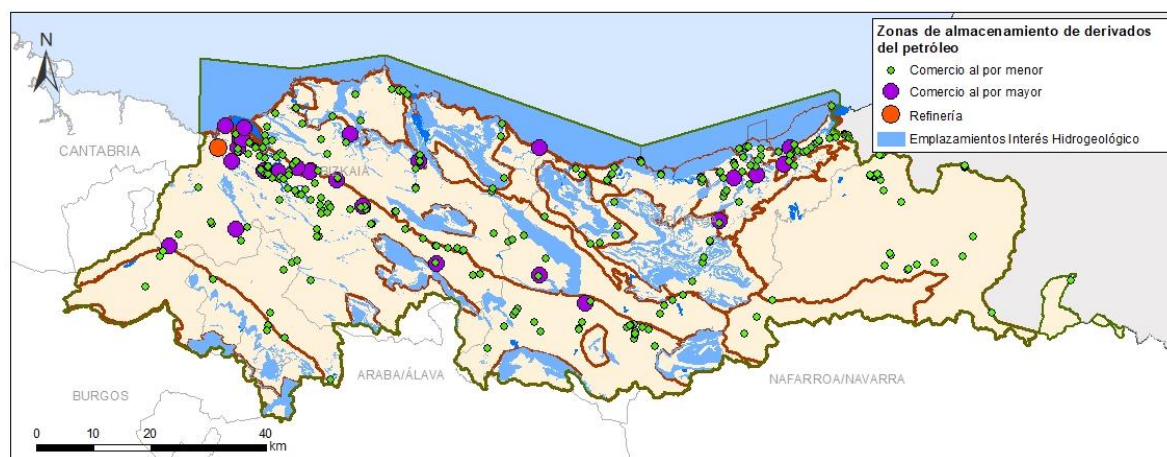 N
Zonas de almacenamiento de derivados
del petróleo
Comercio al por menor
Comercio al por mayor
Refinería
Emplazamientos Interés Hidrogeológico
CANTABRIA
BIZKAIA
ARABA/ÁLAVA
NAFARROA/NAVARRA
BURGOS
0 10 20 40
km